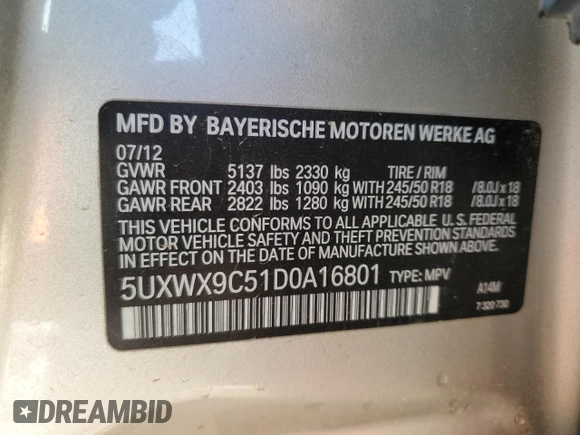 MFD BY BAYERISCHE MOTOREN WERKE AG
07/12
GVWR 5137 lbs 2330 kg TIRE / RIM
GAWR FRONT 2403 lbs 1090 kg WITH 245/50 R18 /8.0J x 18
GAWR REAR 2822 lbs 1280 kg WITH 245/50 R18 /8.0J x 18
THIS VEHICLE CONFORMS TO ALL APPLICABLE U. S. FEDERAL
MOTOR VEHICLE SAFETY AND THEFT PREVENTION STANDARDS
IN EFFECT ON THE DATE OF MANUFACTURE SHOWN ABOVE.
5UXWX9C51D0A16801 TYPE: MPV A14M
7 320 730
DREAMBID